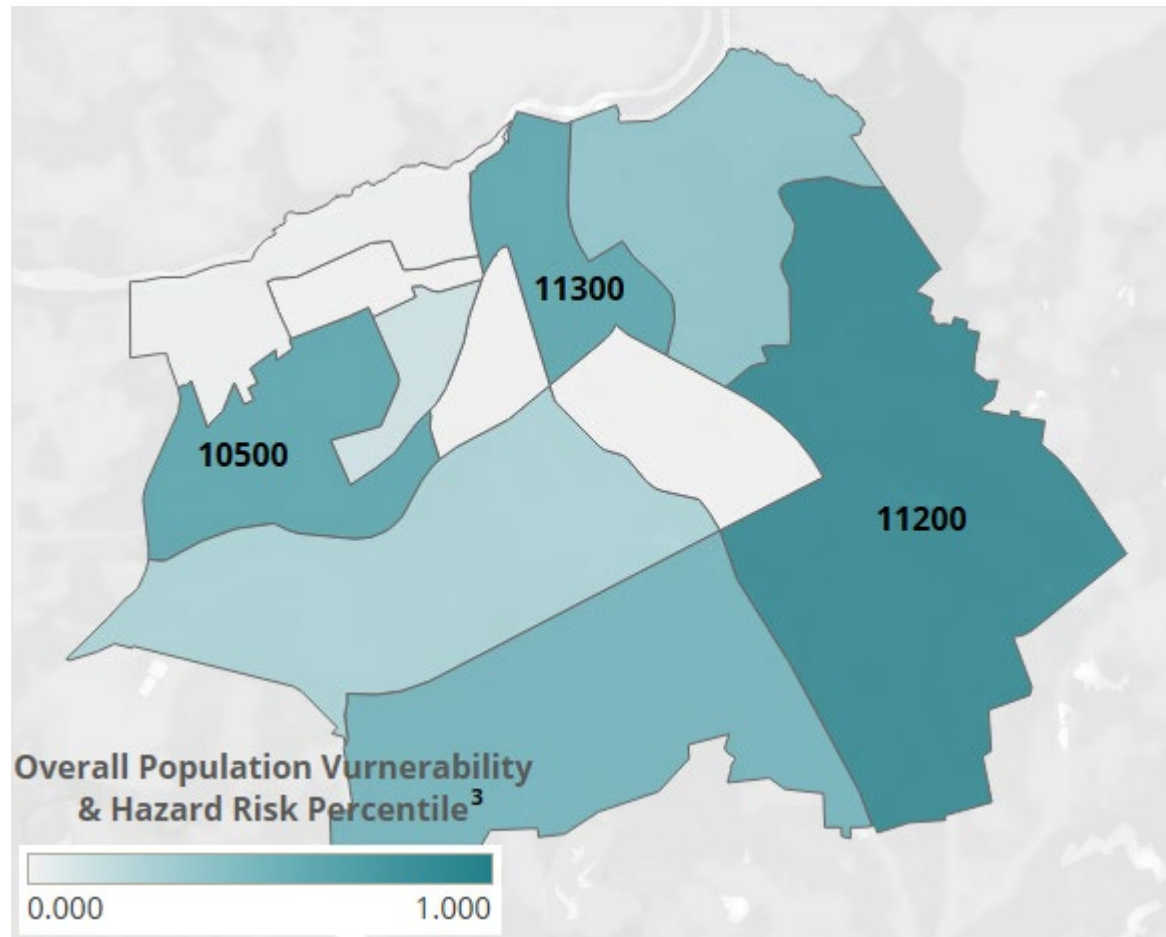 11300
10500
11200
Overall Population Vurnerability
& Hazard Risk Percentile³
0.000 1.000